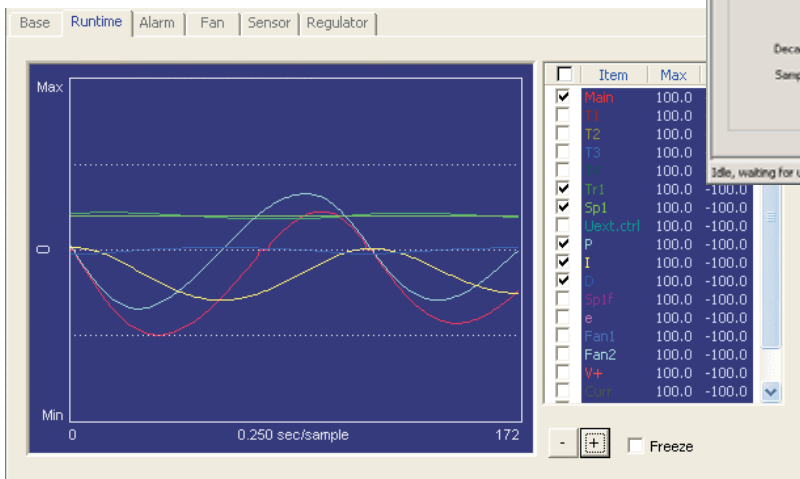 Base Runtime Alarm Fan Sensor Regulator
Max
0
Min
0 0.250 sec/sample 172
Item Max
Main 100.0
T1 100.0
T2 100.0
T3 100.0
100.0
Tr1 100.0 -100.0
Sp1 100.0 -100.0
Uext.ctrl 100.0 -100.0
P 100.0 -100.0
I 100.0 -100.0
D 100.0 -100.0
Sp1f 100.0 -100.0
e 100.0 -100.0
Fan1 100.0 -100.0
Fan2 100.0 -100.0
V+ 100.0 -100.0
Curr 100.0 -100.0
- + Freeze
Deca
Samp
Idle, waiting for u